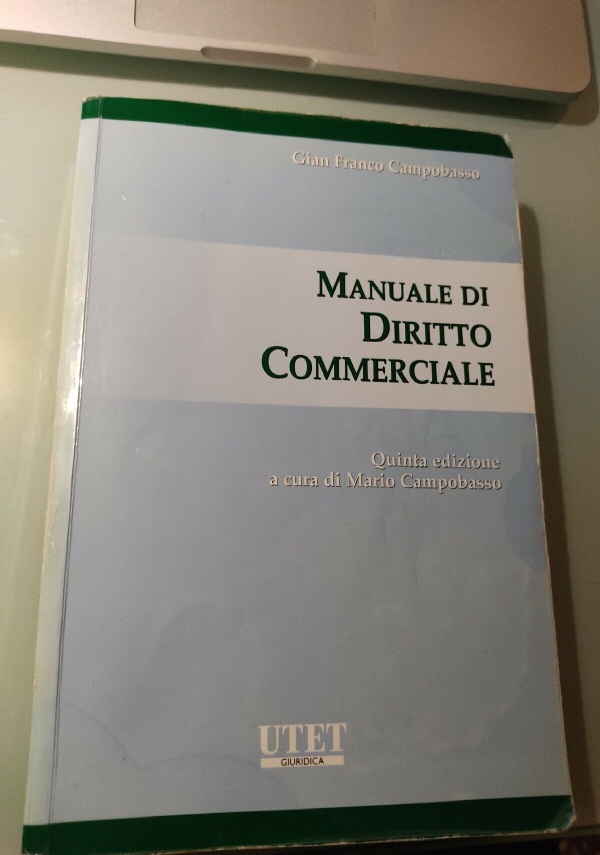 Gian Franco Campobasso
MANUALE DI
DIRITTO
COMMERCIALE
Quinta edizione
a cura di Mario Campobasso
UTET
GIURIDICA